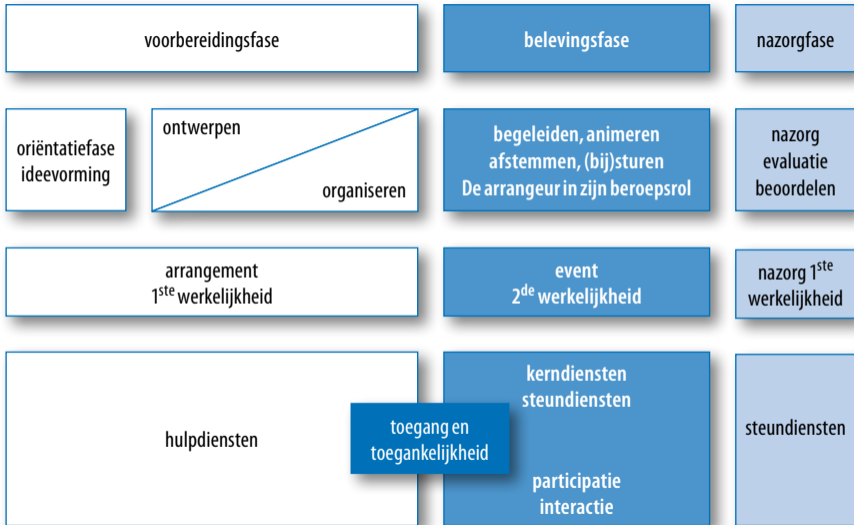 voorbereidingsfase
belevingsfase
nazorgfase
oriëntatiefase
ideevorming
ontwerpen
organiseren
begeleiden, animeren
afstemmen, (bij)sturen
De arrangeur in zijn beroepsrol
nazorg
evaluatie
beoordelen
arrangement
1ste werkelijkheid
event
2de werkelijkheid
nazorg 1ste
werkelijkheid
hulpdiensten
toegang en
toegankelijkheid
kerndiensten
steundiensten
participatie
interactie
steundiensten